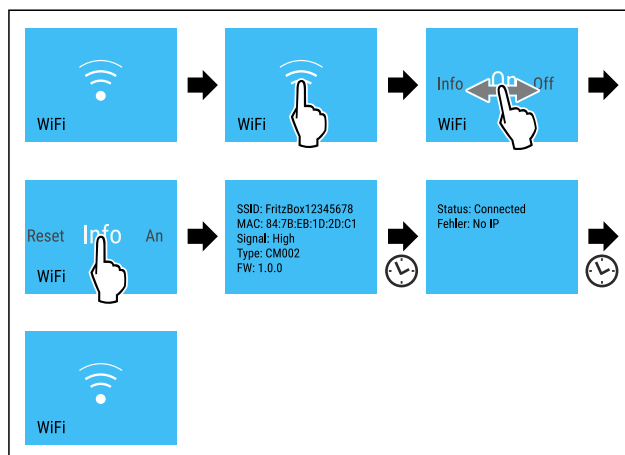 WiFi
WiFi
Info On Off
WiFi
Reset Info An
WiFi
SSID: FritzBox12345678
MAC: 84:7B:EB:1D:2D:C1
Signal: High
Type: CM002
FW: 1.0.0
Status: Connected
Fehler: No IP
WiFi